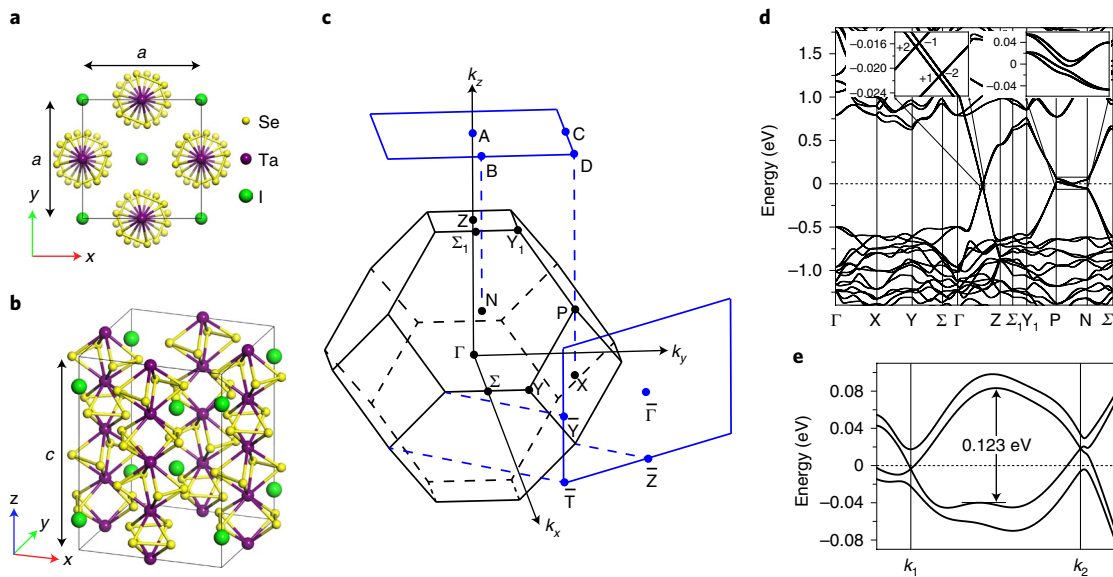 a
a
a
y
x
Se
Ta
I
b
c
z
y
x
c
k_z
A
B
C
D
Z
Σ₁
Y₁
N
P
Γ
k_y
Σ
Y
X
Γ̅
Y̅
Z̅
T̅
k_x
d
Energy (eV)
1.5
1.0
0.5
0
−0.5
−1.0
−0.016
−0.020
−0.024
+2
−1
+1
−2
0.04
0
−0.04
Γ X Y Σ Γ Z Σ₁ Y₁ P N Σ
e
Energy (eV)
0.08
0.04
0
−0.04
−0.08
0.123 eV
k₁ k₂